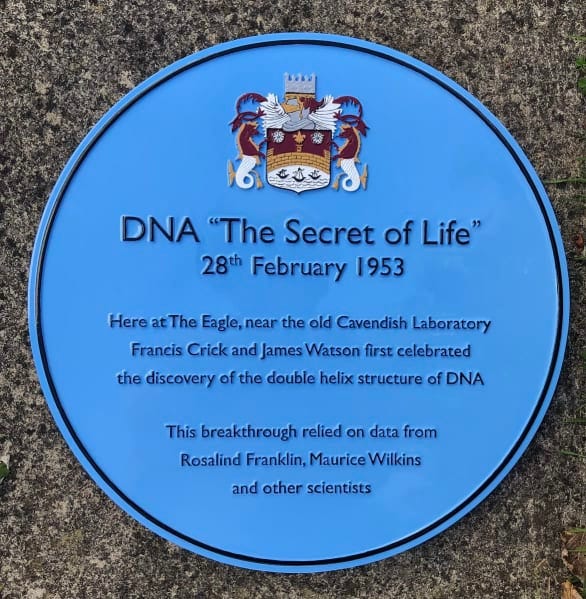 DNA “The Secret of Life”
28th February 1953
Here at The Eagle, near the old Cavendish Laboratory
Francis Crick and James Watson first celebrated
the discovery of the double helix structure of DNA
This breakthrough relied on data from
Rosalind Franklin, Maurice Wilkins
and other scientists